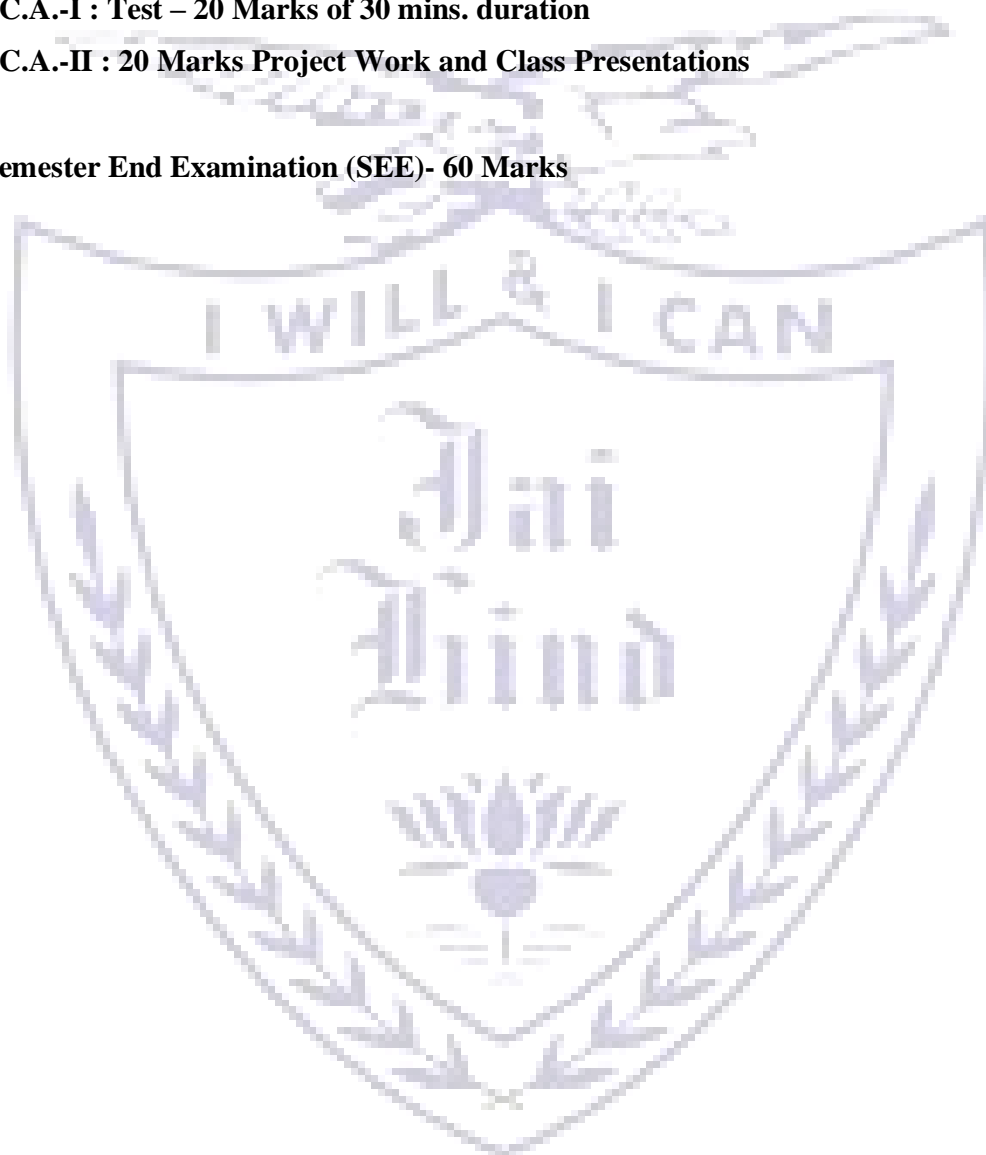 C.A.-I : Test – 20 Marks of 30 mins. duration
C.A.-II : 20 Marks Project Work and Class Presentations
emester End Examination (SEE)- 60 Marks
I WILL & I CAN
Jai
Hind